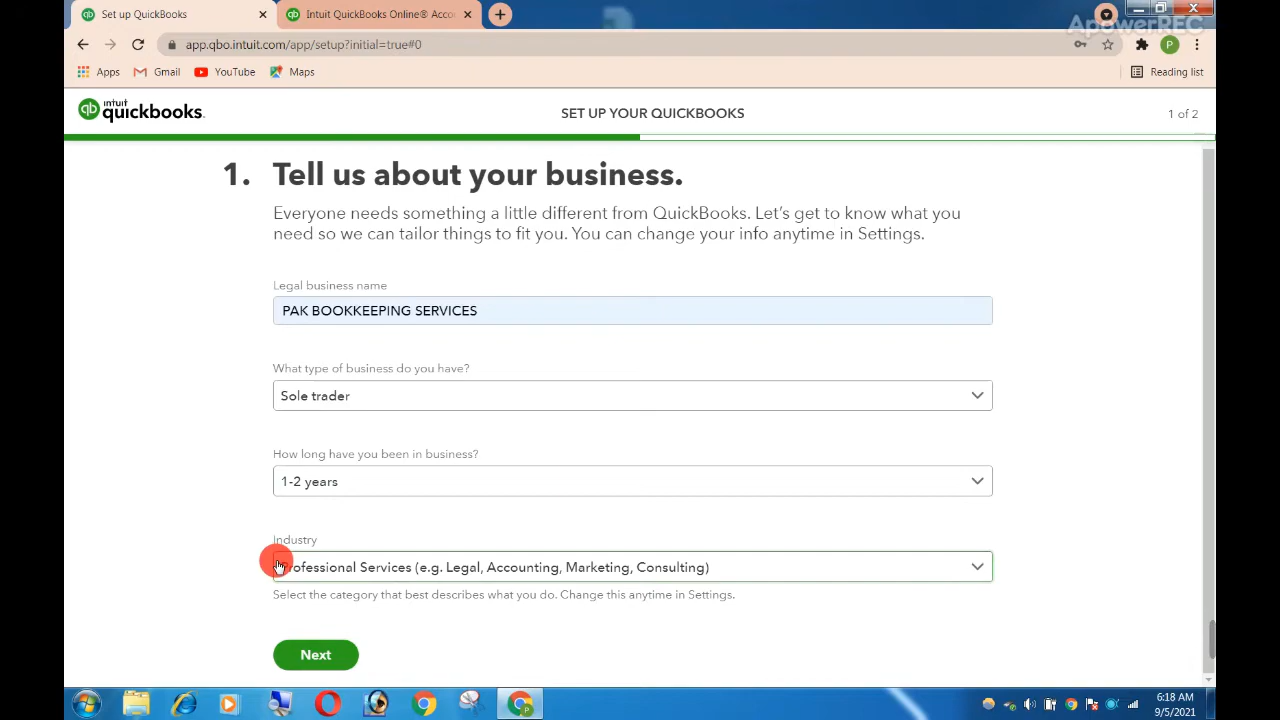 Set up QuickBooks
Intuit QuickBooks Online® Acco
ApowerREC
app.qbo.intuit.com/app/setup?initial=true#0
P
Apps
Gmail
YouTube
Maps
Reading list
qb
intuit
quickbooks.
SET UP YOUR QUICKBOOKS
1 of 2
1. Tell us about your business.
Everyone needs something a little different from QuickBooks. Let's get to know what you
need so we can tailor things to fit you. You can change your info anytime in Settings.
Legal business name
PAK BOOKKEEPING SERVICES
What type of business do you have?
Sole trader
How long have you been in business?
1-2 years
Industry
Professional Services (e.g. Legal, Accounting, Marketing, Consulting)
Select the category that best describes what you do. Change this anytime in Settings.
Next
6:18 AM
9/5/2021